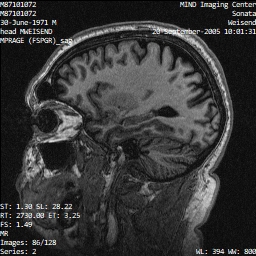 M87101072
M87101072
30-June-1971 M
head MwEISEND
MPRAGE (FSPGR)_sag
MIND Imaging Center
Sonata
Weisend
20-September-2005 10:01:31
ST: 1.30 SL: 28.22
RT: 2730.00 ET: 3.25
FS: 1.49
MR
Images: 86/128
Series: 2
WL: 394 WW: 800